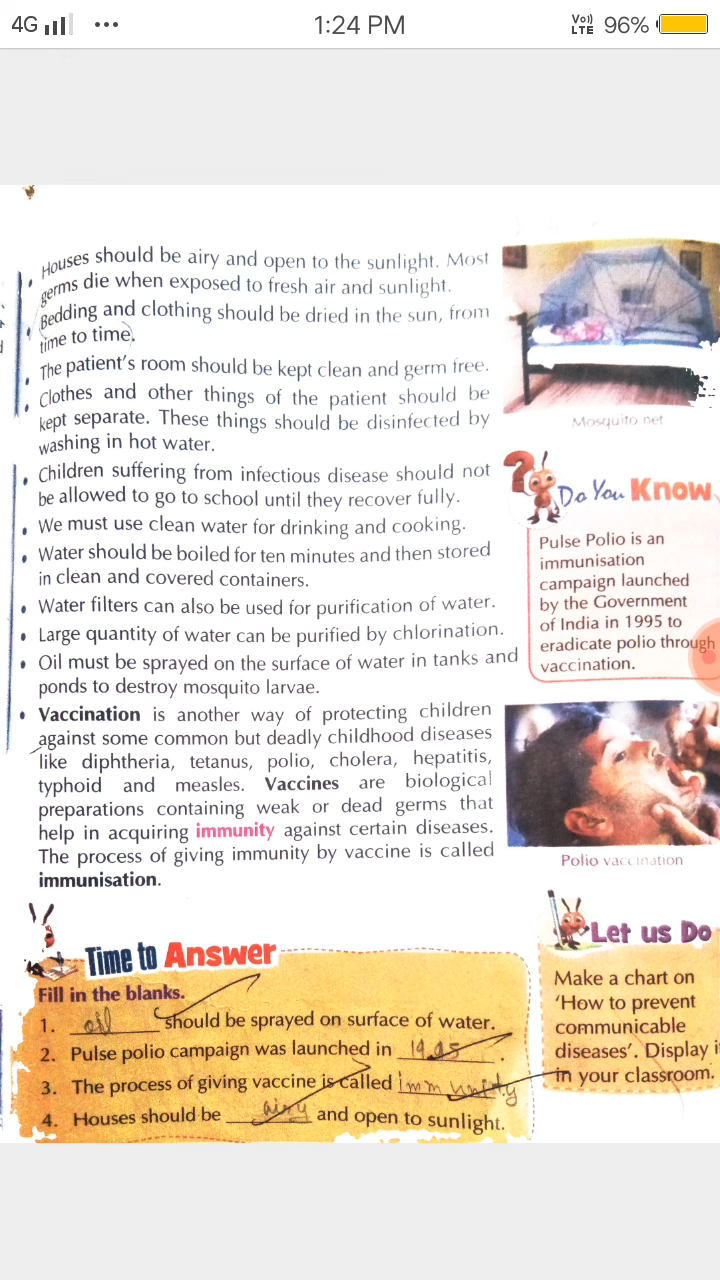 4G ••• 1:24 PM Vo)) LTE 96%
Houses should be airy and open to the sunlight. Most
germs die when exposed to fresh air and sunlight.
Bedding and clothing should be dried in the sun, from
time to time.
The patient's room should be kept clean and germ free.
Clothes and other things of the patient should be
kept separate. These things should be disinfected by
washing in hot water.
• Children suffering from infectious disease should not
be allowed to go to school until they recover fully.
• We must use clean water for drinking and cooking.
• Water should be boiled for ten minutes and then stored
in clean and covered containers.
• Water filters can also be used for purification of water.
• Large quantity of water can be purified by chlorination.
• Oil must be sprayed on the surface of water in tanks and
ponds to destroy mosquito larvae.
• Vaccination is another way of protecting children
against some common but deadly childhood diseases
like diphtheria, tetanus, polio, cholera, hepatitis,
typhoid and measles. Vaccines are biological
preparations containing weak or dead germs that
help in acquiring immunity against certain diseases.
The process of giving immunity by vaccine is called
immunisation.
Mosquito net
Do You Know
Pulse Polio is an
immunisation
campaign launched
by the Government
of India in 1995 to
eradicate polio through
vaccination.
Polio vaccination
Time to Answer
Fill in the blanks.
1. oil should be sprayed on surface of water.
2. Pulse polio campaign was launched in 1995.
3. The process of giving vaccine is called immunity
4. Houses should be airy and open to sunlight.
Let us Do
Make a chart on
'How to prevent
communicable
diseases'. Display it
in your classroom.